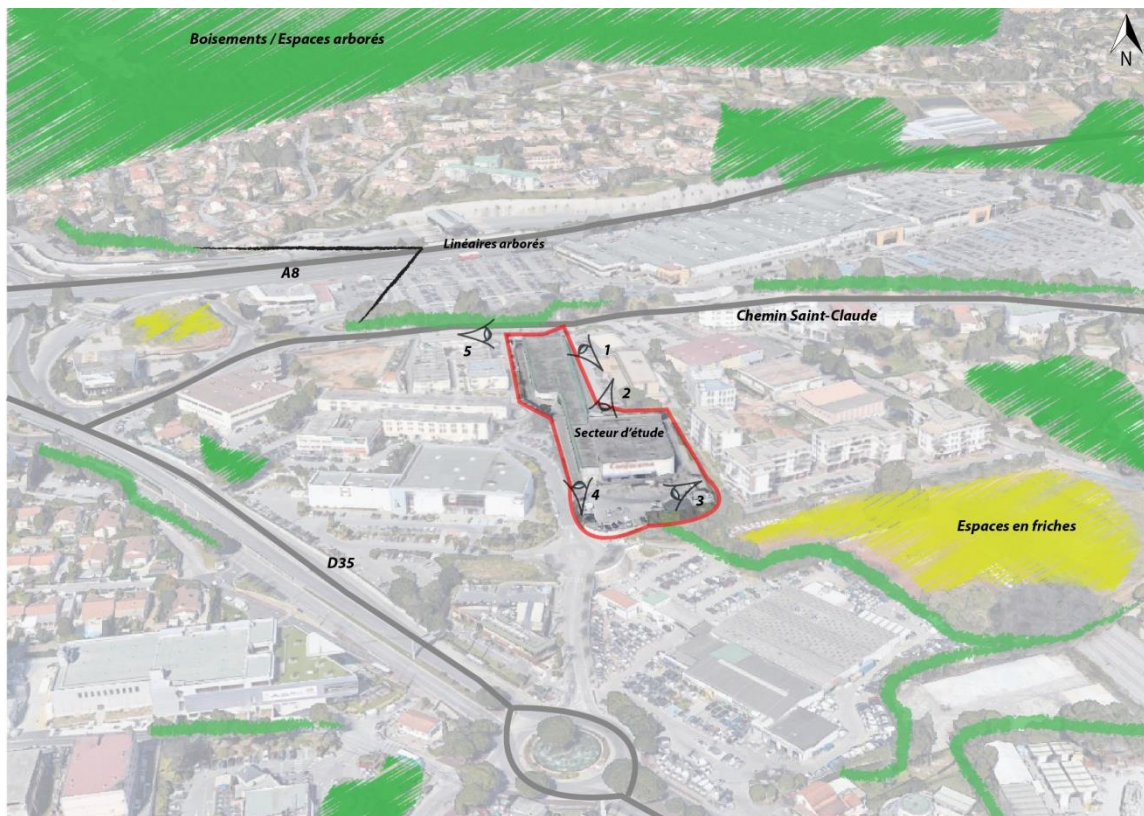 Boisements / Espaces arborés
N
Linéaires arborés
A8
Chemin Saint-Claude
5
1
2
Secteur d'étude
Conforama
4
3
Espaces en friches
D35